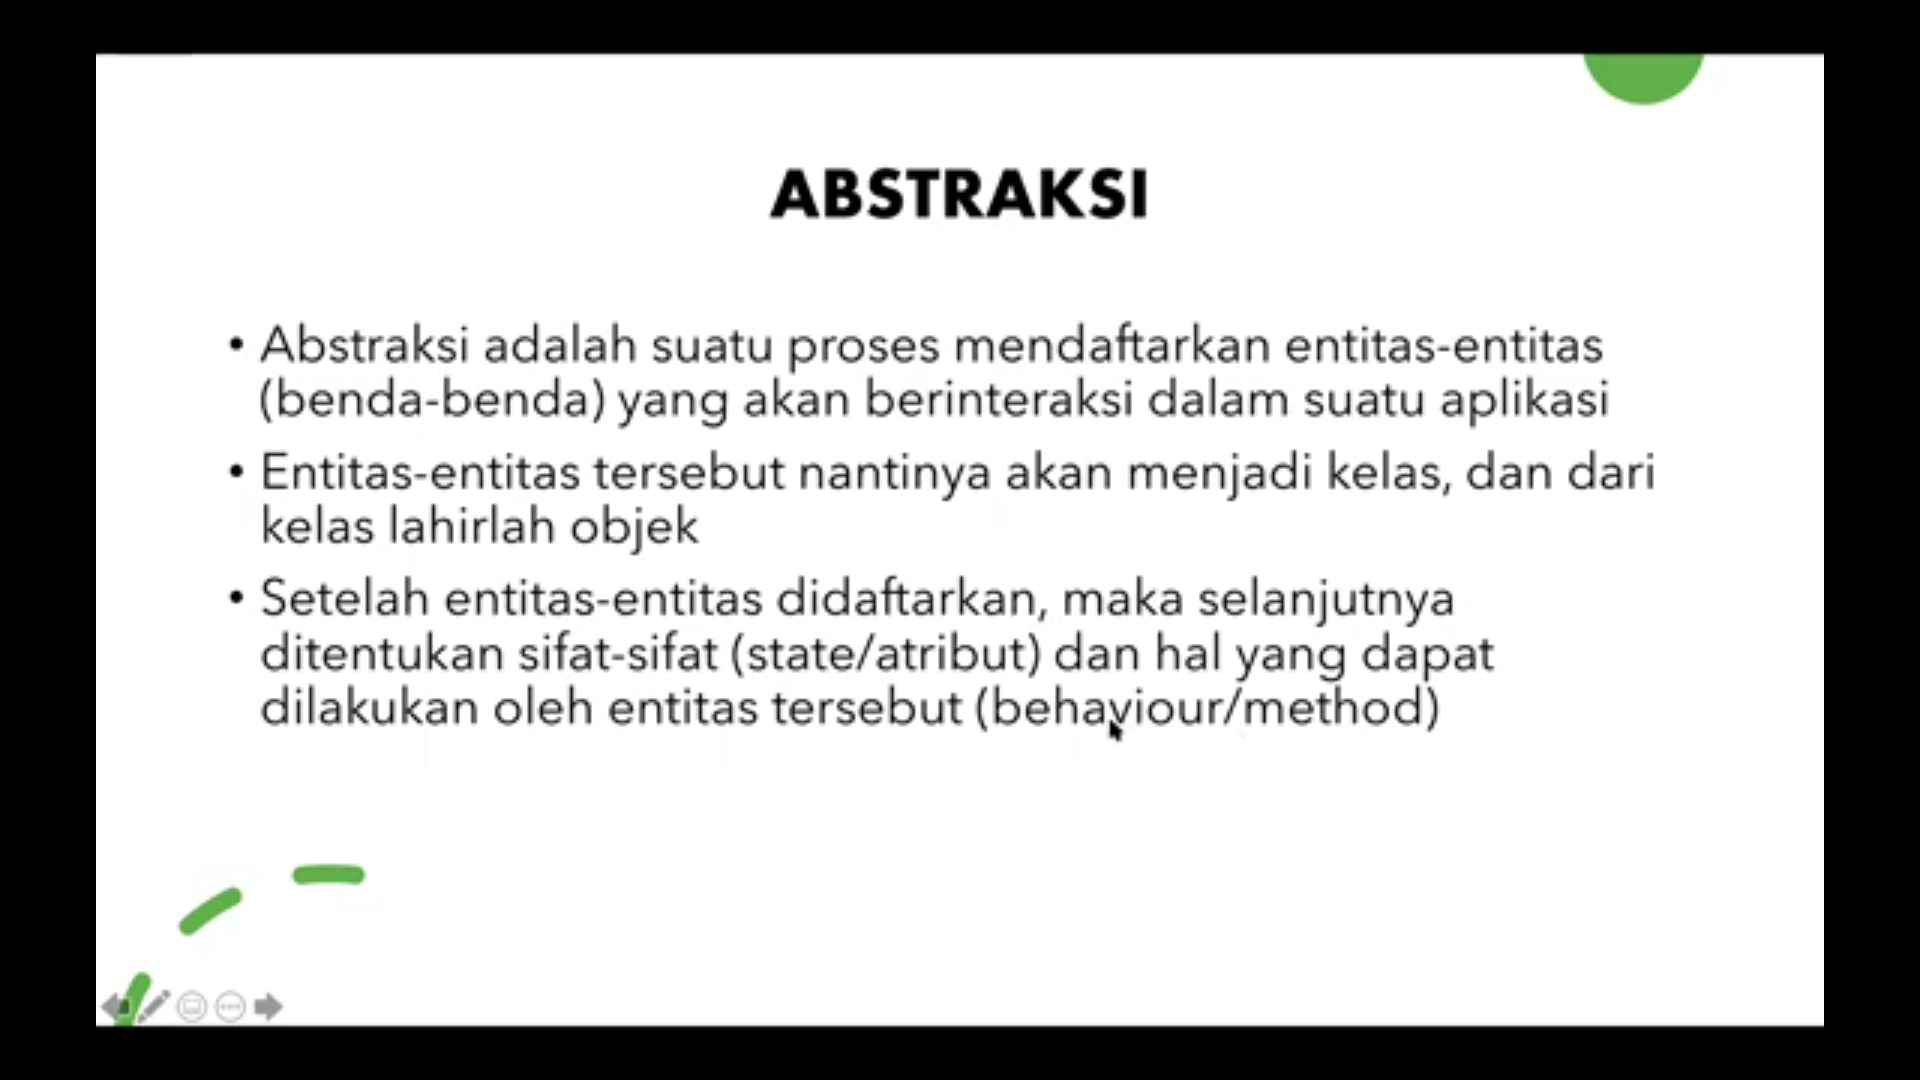 ABSTRAKSI
• Abstraksi adalah suatu proses mendaftarkan entitas-entitas
(benda-benda) yang akan berinteraksi dalam suatu aplikasi
• Entitas-entitas tersebut nantinya akan menjadi kelas, dan dari
kelas lahirlah objek
• Setelah entitas-entitas didaftarkan, maka selanjutnya
ditentukan sifat-sifat (state/atribut) dan hal yang dapat
dilakukan oleh entitas tersebut (behaviour/method)